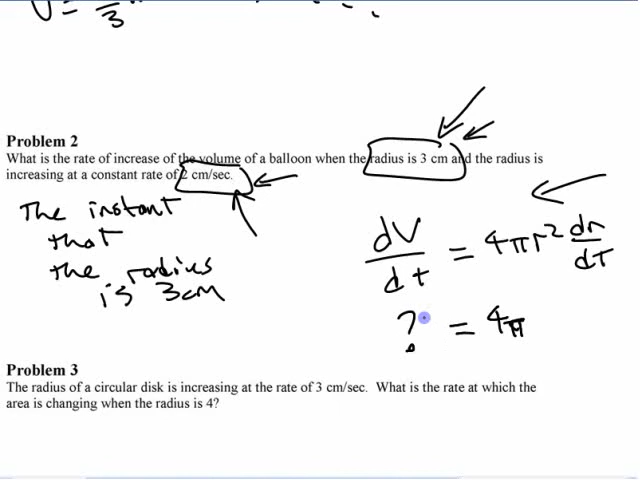 V = /3
Problem 2
What is the rate of increase of the volume of a balloon when the radius is 3 cm and the radius is
increasing at a constant rate of 2 cm/sec.
The instant
that
the radius
is 3cm
dV/dt = 4πr² dr/dt
? = 4π
Problem 3
The radius of a circular disk is increasing at the rate of 3 cm/sec. What is the rate at which the
area is changing when the radius is 4?